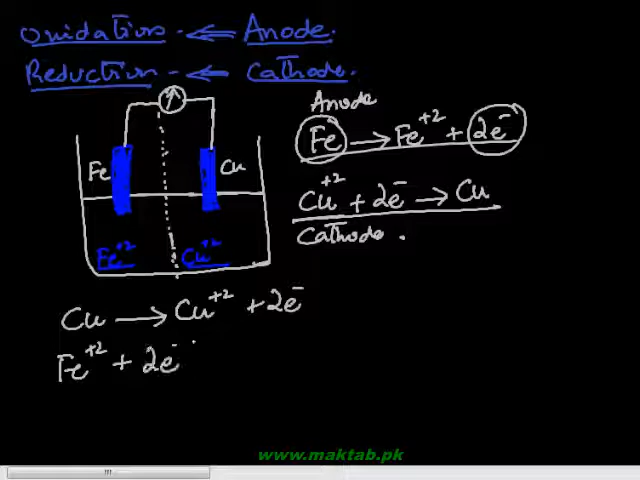 Oxidation ⇐ Anode.
Reduction ← Cathode.
Anode
Fe → Fe+2 + 2e-
Fe
Cu
Cu+2 + 2e- → Cu
Cathode.
Fe+2
Cu+2
Cu → Cu+2 + 2e-
Fe+2 + 2e-
www.maktab.pk